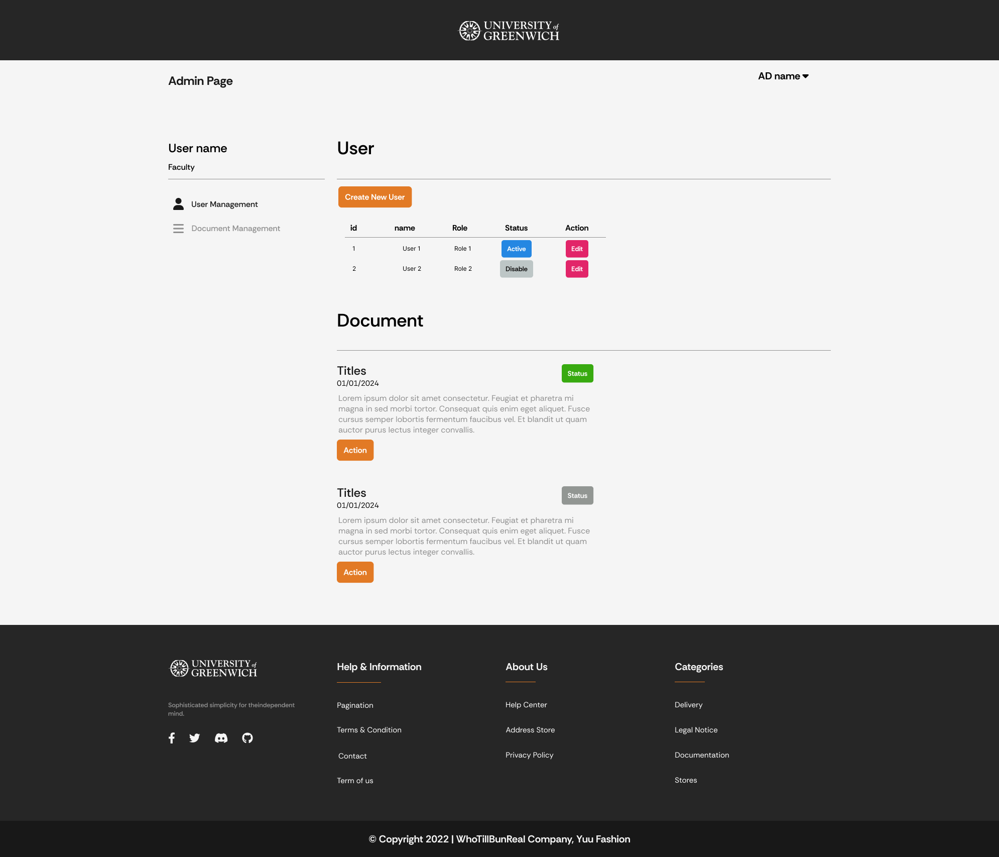 UNIVERSITY of
GREENWICH
Admin Page
AD name
User name
Faculty
User Management
Document Management
User
Create New User
id name Role Status Action
1 User 1 Role 1 Active Edit
2 User 2 Role 2 Disable Edit
Document
Titles Status
01/01/2024
Lorem ipsum dolor sit amet consectetur. Feugiat et pharetra mi
magna in sed morbi tortor. Consequat quis enim eget aliquet. Fusce
cursus semper lobortis fermentum faucibus vel. Et blandit ut quam
auctor purus lectus integer convallis.
Action
Titles Status
01/01/2024
Lorem ipsum dolor sit amet consectetur. Feugiat et pharetra mi
magna in sed morbi tortor. Consequat quis enim eget aliquet. Fusce
cursus semper lobortis fermentum faucibus vel. Et blandit ut quam
auctor purus lectus integer convallis.
Action
UNIVERSITY of
GREENWICH
Sophisticated simplicity for theindependent
mind.
Help & Information
Pagination
Terms & Condition
Contact
Term of us
About Us
Help Center
Address Store
Privacy Policy
Categories
Delivery
Legal Notice
Documentation
Stores
© Copyright 2022 | WhoTillBunReal Company, Yuu Fashion